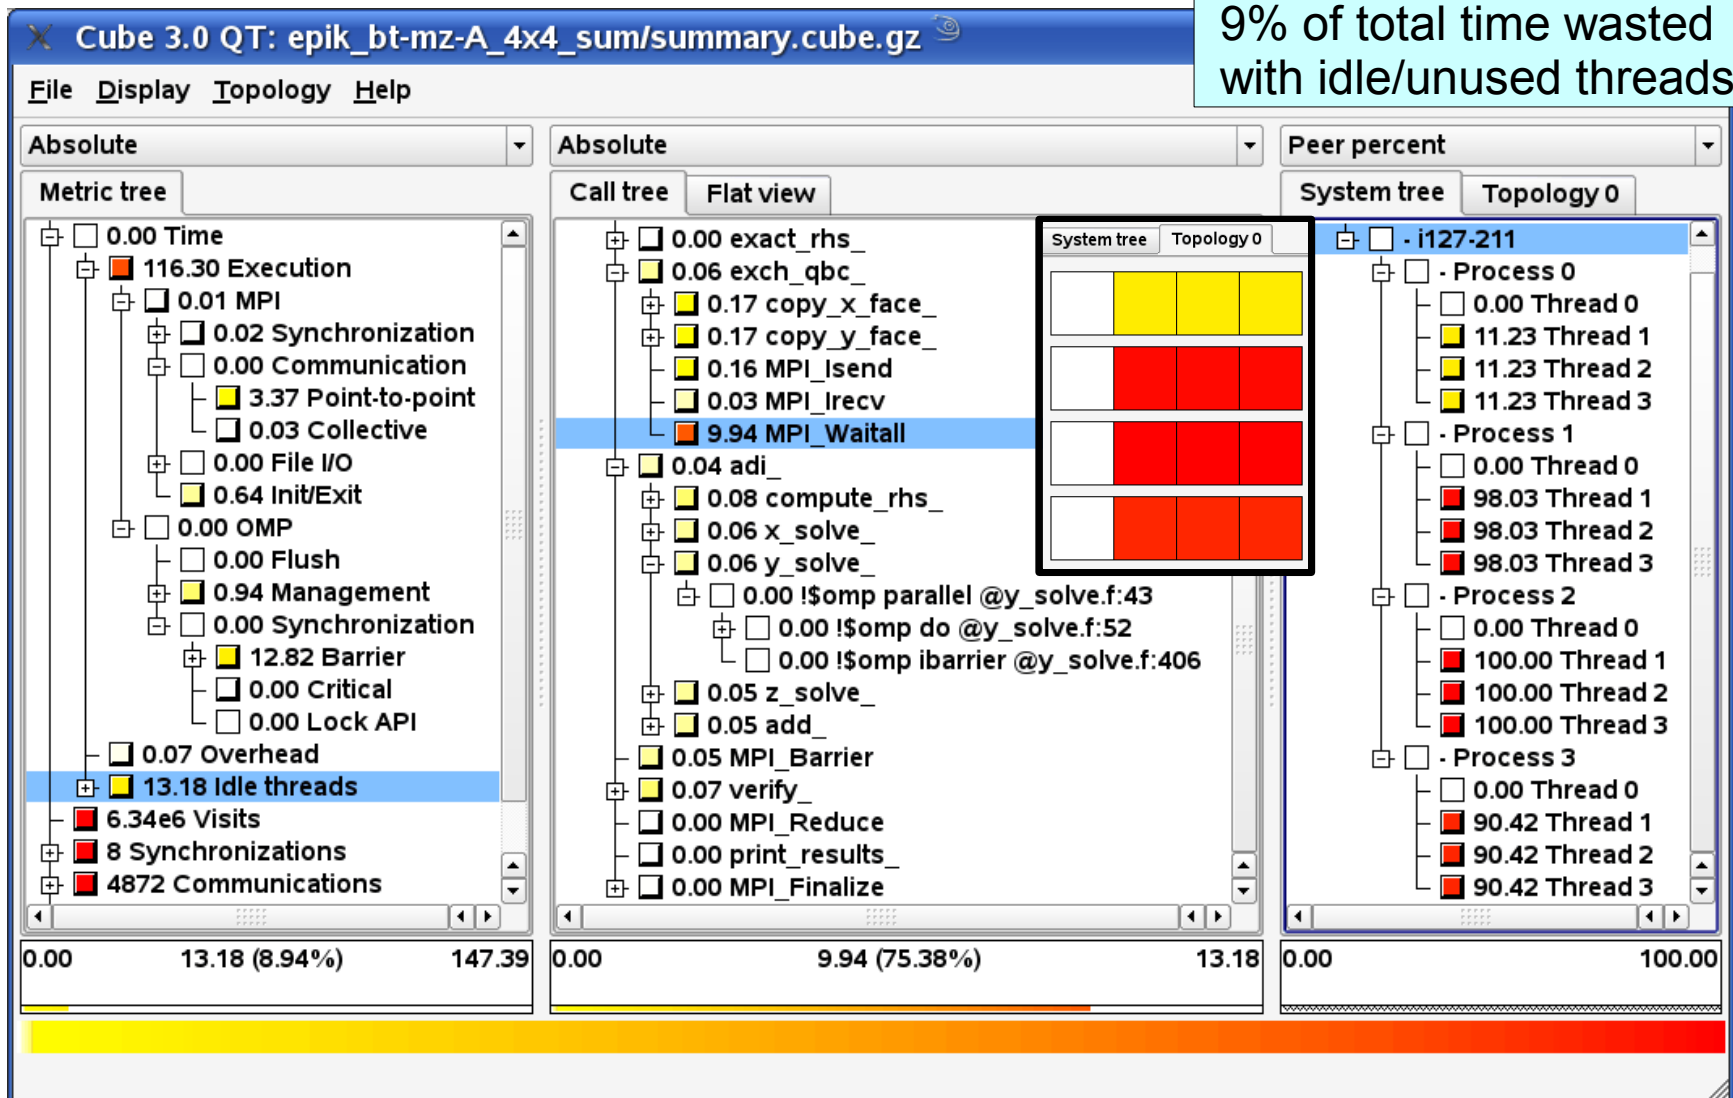 Cube 3.0 QT: epik_bt-mz-A_4x4_sum/summary.cube.gz
9% of total time wasted
with idle/unused threads
File Display Topology Help
Absolute
Metric tree
0.00 Time
116.30 Execution
0.01 MPI
0.02 Synchronization
0.00 Communication
3.37 Point-to-point
0.03 Collective
0.00 File I/O
0.64 Init/Exit
0.00 OMP
0.00 Flush
0.94 Management
0.00 Synchronization
12.82 Barrier
0.00 Critical
0.00 Lock API
0.07 Overhead
13.18 Idle threads
6.34e6 Visits
8 Synchronizations
4872 Communications
0.00 13.18 (8.94%) 147.39
Absolute
Call tree Flat view
0.00 exact_rhs_
0.06 exch_qbc_
0.17 copy_x_face_
0.17 copy_y_face_
0.16 MPI_Isend
0.03 MPI_Irecv
9.94 MPI_Waitall
0.04 adi_
0.08 compute_rhs_
0.06 x_solve_
0.06 y_solve_
0.00 !$omp parallel @y_solve.f:43
0.00 !$omp do @y_solve.f:52
0.00 !$omp ibarrier @y_solve.f:406
0.05 z_solve_
0.05 add_
0.05 MPI_Barrier
0.07 verify_
0.00 MPI_Reduce
0.00 print_results_
0.00 MPI_Finalize
0.00 9.94 (75.38%) 13.18
System tree Topology 0
Peer percent
System tree Topology 0
- i127-211
- Process 0
0.00 Thread 0
11.23 Thread 1
11.23 Thread 2
11.23 Thread 3
- Process 1
0.00 Thread 0
98.03 Thread 1
98.03 Thread 2
98.03 Thread 3
- Process 2
0.00 Thread 0
100.00 Thread 1
100.00 Thread 2
100.00 Thread 3
- Process 3
0.00 Thread 0
90.42 Thread 1
90.42 Thread 2
90.42 Thread 3
0.00 100.00